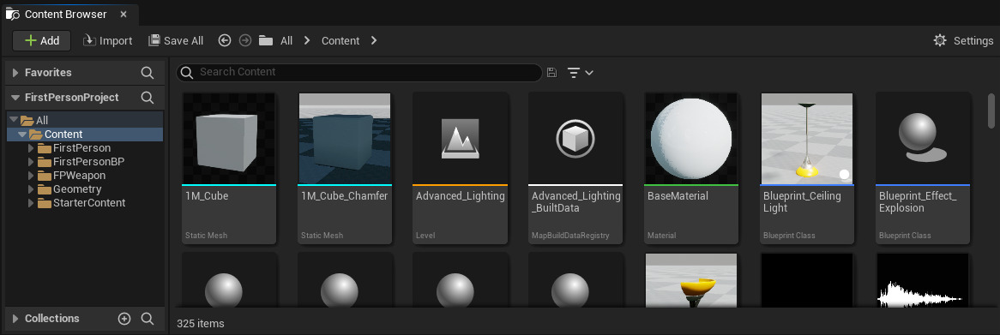 Content Browser
Add Import Save All All Content Settings
Favorites
Search Content
FirstPersonProject
All
Content
FirstPerson
FirstPersonBP
FPWeapon
Geometry
StarterContent
1M_Cube
Static Mesh
1M_Cube_Chamfer
Static Mesh
Advanced_Lighting
Level
Advanced_Lighting
_BuiltData
MapBuildDataRegistry
BaseMaterial
Material
Blueprint_Ceiling
Light
Blueprint Class
Blueprint_Effect_
Explosion
Blueprint Class
Collections
325 items